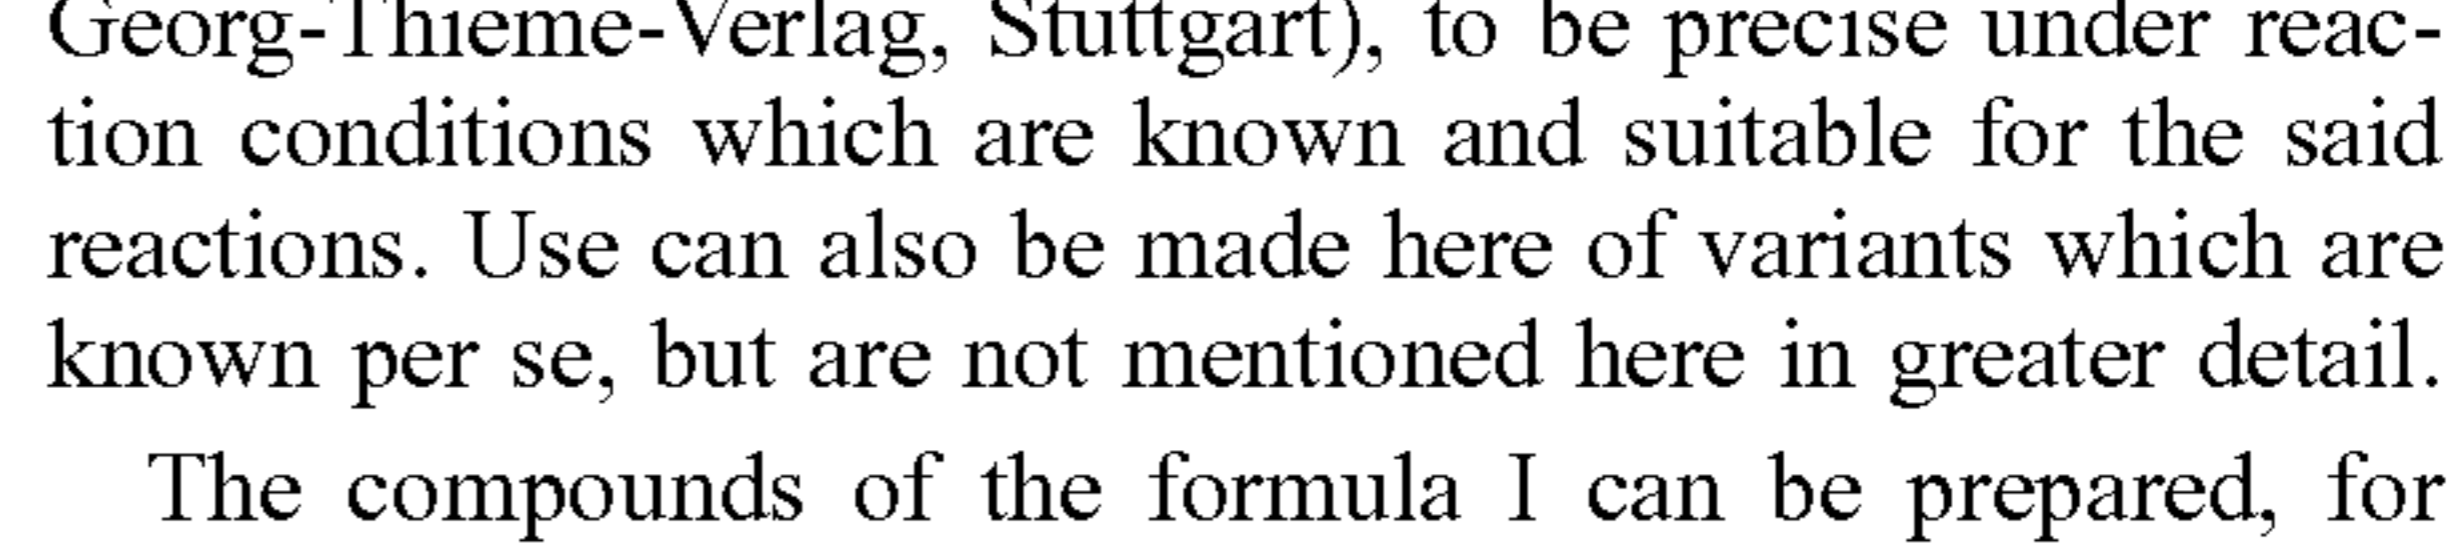 Georg-Thieme-Verlag, Stuttgart), to be precise under reac-
tion conditions which are known and suitable for the said
reactions. Use can also be made here of variants which are
known per se, but are not mentioned here in greater detail.
The compounds of the formula I can be prepared, for